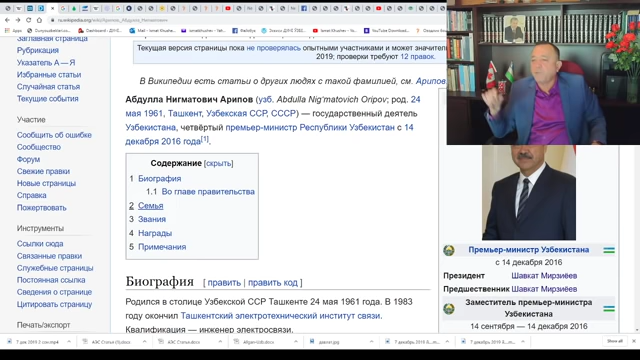 Заглавная страница
Рубрикация
Указатель А — Я
Избранные статьи
Случайная статья
Текущие события
Участие
Сообщить об ошибке
Сообщество
Форум
Свежие правки
Новые страницы
Справка
Пожертвовать
Инструменты
Ссылки сюда
Связанные правки
Служебные страницы
Постоянная ссылка
Сведения о странице
Цитировать страницу
Печать/экспорт
Текущая версия страницы пока не проверялась опытными участниками и может значитель
2019; проверки требуют 12 правок.
В Википедии есть статьи о других людях с такой фамилией, см. Арипов.
Абдулла Нигматович Арипов (узб. Abdulla Nigʻmatovich Oripov; род. 24
мая 1961, Ташкент, Узбекская ССР, СССР) — государственный деятель
Узбекистана, четвёртый премьер-министр Республики Узбекистан с 14
декабря 2016 года[1].
Содержание [скрыть]
1 Биография
1.1 Во главе правительства
2 Семья
3 Звания
4 Награды
5 Примечания
Биография [ править | править код ]
Родился в столице Узбекской ССР Ташкенте 24 мая 1961 года. В 1983
году окончил Ташкентский электротехнический институт связи.
Квалификация — инженер электросвязи.
Премьер-министр Узбекистана
с 14 декабря 2016
Президент Шавкат Мирзиёев
Предшественник Шавкат Мирзиёев
Заместитель премьер-министра
Узбекистана
14 сентября — 14 декабря 2016
Show all